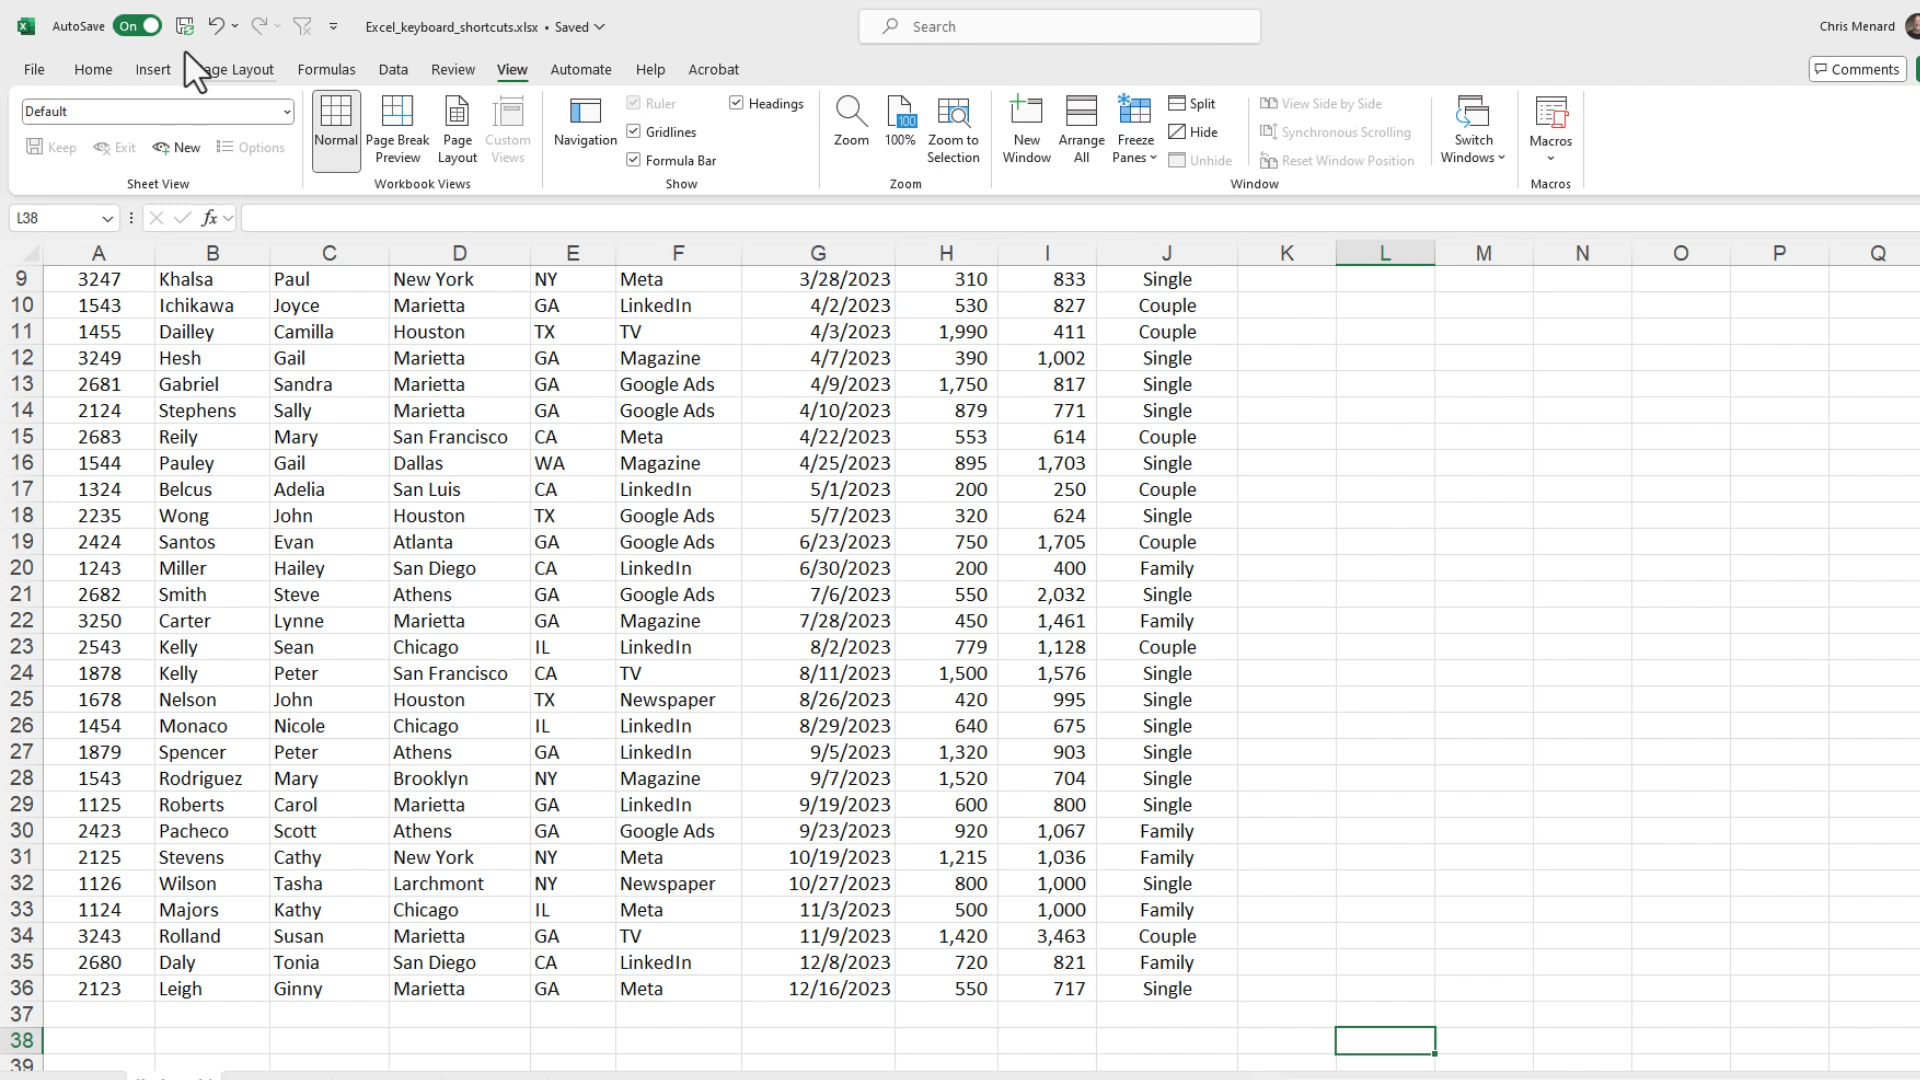 AutoSave On Excel_keyboard_shortcuts.xlsx • Saved Search Chris Menard
File Home Insert Page Layout Formulas Data Review View Automate Help Acrobat Comments
Default
Keep Exit New Options
Sheet View
Normal Page Break Preview Page Layout Custom Views
Workbook Views
Navigation Ruler Headings
Gridlines
Formula Bar
Show
Zoom 100 100% Zoom to Selection
Zoom
New Window Arrange All Freeze Panes Split
Hide
Unhide
View Side by Side
Synchronous Scrolling
Reset Window Position
Switch Windows
Window
Macros
Macros
L38 fx
A B C D E F G H I J K L M N O P Q
9 3247 Khalsa Paul New York NY Meta 3/28/2023 310 833 Single
10 1543 Ichikawa Joyce Marietta GA LinkedIn 4/2/2023 530 827 Couple
11 1455 Dailley Camilla Houston TX TV 4/3/2023 1,990 411 Couple
12 3249 Hesh Gail Marietta GA Magazine 4/7/2023 390 1,002 Single
13 2681 Gabriel Sandra Marietta GA Google Ads 4/9/2023 1,750 817 Single
14 2124 Stephens Sally Marietta GA Google Ads 4/10/2023 879 771 Single
15 2683 Reily Mary San Francisco CA Meta 4/22/2023 553 614 Couple
16 1544 Pauley Gail Dallas WA Magazine 4/25/2023 895 1,703 Single
17 1324 Belcus Adelia San Luis CA LinkedIn 5/1/2023 200 250 Couple
18 2235 Wong John Houston TX Google Ads 5/7/2023 320 624 Single
19 2424 Santos Evan Atlanta GA Google Ads 6/23/2023 750 1,705 Couple
20 1243 Miller Hailey San Diego CA LinkedIn 6/30/2023 200 400 Family
21 2682 Smith Steve Athens GA Google Ads 7/6/2023 550 2,032 Single
22 3250 Carter Lynne Marietta GA Magazine 7/28/2023 450 1,461 Family
23 2543 Kelly Sean Chicago IL LinkedIn 8/2/2023 779 1,128 Couple
24 1878 Kelly Peter San Francisco CA TV 8/11/2023 1,500 1,576 Single
25 1678 Nelson John Houston TX Newspaper 8/26/2023 420 995 Single
26 1454 Monaco Nicole Chicago IL LinkedIn 8/29/2023 640 675 Single
27 1879 Spencer Peter Athens GA LinkedIn 9/5/2023 1,320 903 Single
28 1543 Rodriguez Mary Brooklyn NY Magazine 9/7/2023 1,520 704 Single
29 1125 Roberts Carol Marietta GA LinkedIn 9/19/2023 600 800 Single
30 2423 Pacheco Scott Athens GA Google Ads 9/23/2023 920 1,067 Family
31 2125 Stevens Cathy New York NY Meta 10/19/2023 1,215 1,036 Family
32 1126 Wilson Tasha Larchmont NY Newspaper 10/27/2023 800 1,000 Single
33 1124 Majors Kathy Chicago IL Meta 11/3/2023 500 1,000 Family
34 3243 Rolland Susan Marietta GA TV 11/9/2023 1,420 3,463 Couple
35 2680 Daly Tonia San Diego CA LinkedIn 12/8/2023 720 821 Family
36 2123 Leigh Ginny Marietta GA Meta 12/16/2023 550 717 Single
37
38
39